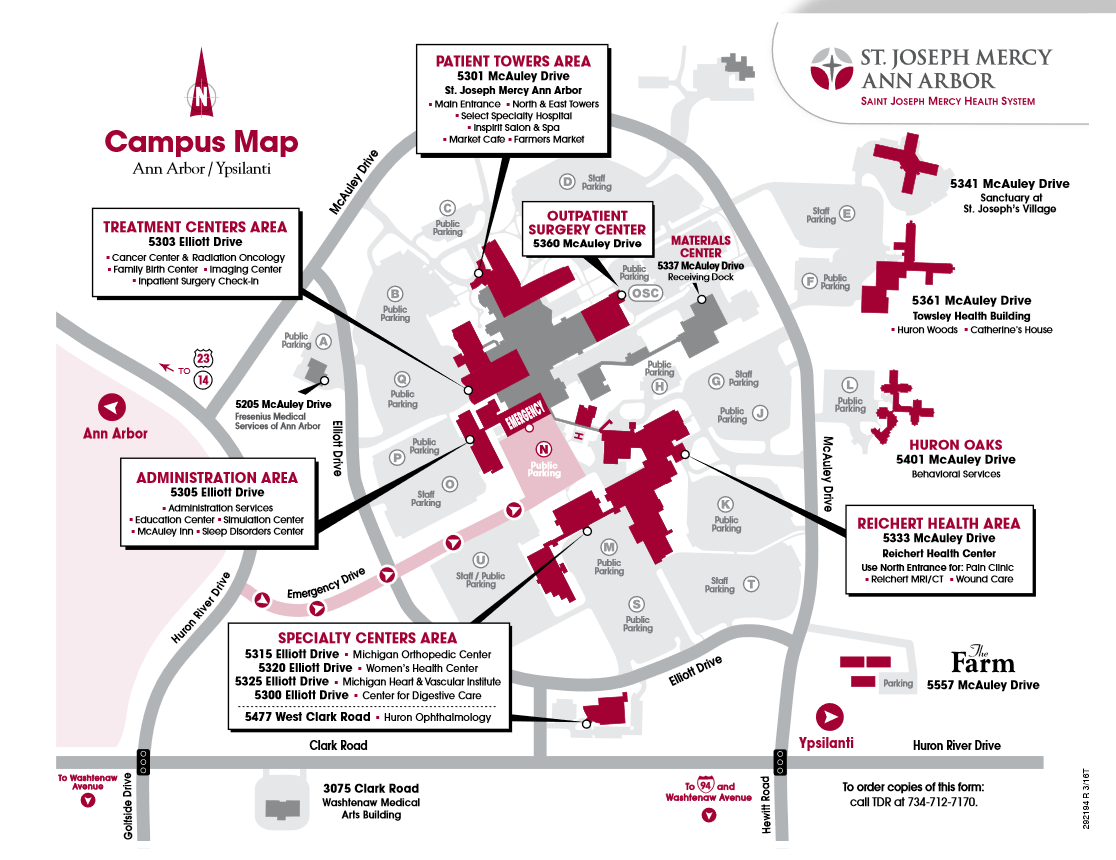 ST. JOSEPH MERCY
ANN ARBOR
SAINT JOSEPH MERCY HEALTH SYSTEM
N
Campus Map
Ann Arbor / Ypsilanti
PATIENT TOWERS AREA
5301 McAuley Drive
St. Joseph Mercy Ann Arbor
▪ Main Entrance ▪ North & East Towers
▪ Select Specialty Hospital
▪ Inspirit Salon & Spa
▪ Market Cafe ▪ Farmers Market
McAuley Drive
D Staff
Parking
C
Public
Parking
TREATMENT CENTERS AREA
5303 Elliott Drive
▪ Cancer Center & Radiation Oncology
▪ Family Birth Center ▪ Imaging Center
▪ Inpatient Surgery Check-in
OUTPATIENT
SURGERY CENTER
5360 McAuley Drive
MATERIALS
CENTER
5337 McAuley Drive
Receiving Dock
Public
Parking
OSC
5341 McAuley Drive
Sanctuary at
St. Joseph's Village
Staff
Parking E
F Public
Parking
5361 McAuley Drive
Towsley Health Building
▪ Huron Woods ▪ Catherine's House
B
Public
Parking
Public
Parking A
23
TO
14
5205 McAuley Drive
Fresenius Medical
Services of Ann Arbor
Q
Public
Parking
Public
Parking
H
G Staff
Parking
Public
Parking J
L
Public
Parking
HURON OAKS
5401 McAuley Drive
Behavioral Services
Ann Arbor
Elliott Drive
EMERGENCY
H
N
Public
Parking
P Public
Parking
Staff
Parking O
McAuley Drive
ADMINISTRATION AREA
5305 Elliott Drive
▪ Administration Services
▪ Education Center ▪ Simulation Center
▪ McAuley Inn ▪ Sleep Disorders Center
K
Public
Parking
REICHERT HEALTH AREA
5333 McAuley Drive
Reichert Health Center
Use North Entrance for: Pain Clinic
▪ Reichert MRI/CT ▪ Wound Care
U
Staff / Public
Parking
M
Public
Parking
Staff
Parking T
S
Public
Parking
Emergency Drive
Huron River Drive
SPECIALTY CENTERS AREA
5315 Elliott Drive ▪ Michigan Orthopedic Center
5320 Elliott Drive ▪ Women's Health Center
5325 Elliott Drive ▪ Michigan Heart & Vascular Institute
5300 Elliott Drive ▪ Center for Digestive Care
5477 West Clark Road ▪ Huron Ophthalmology
Elliott Drive
The
Farm
5557 McAuley Drive
Parking
Ypsilanti
Clark Road
Huron River Drive
To Washtenaw
Avenue
Golfside Drive
3075 Clark Road
Washtenaw Medical
Arts Building
To 94 and
Washtenaw Avenue
Hewitt Road
To order copies of this form:
call TDR at 734-712-7170.
292194 R 3/16T